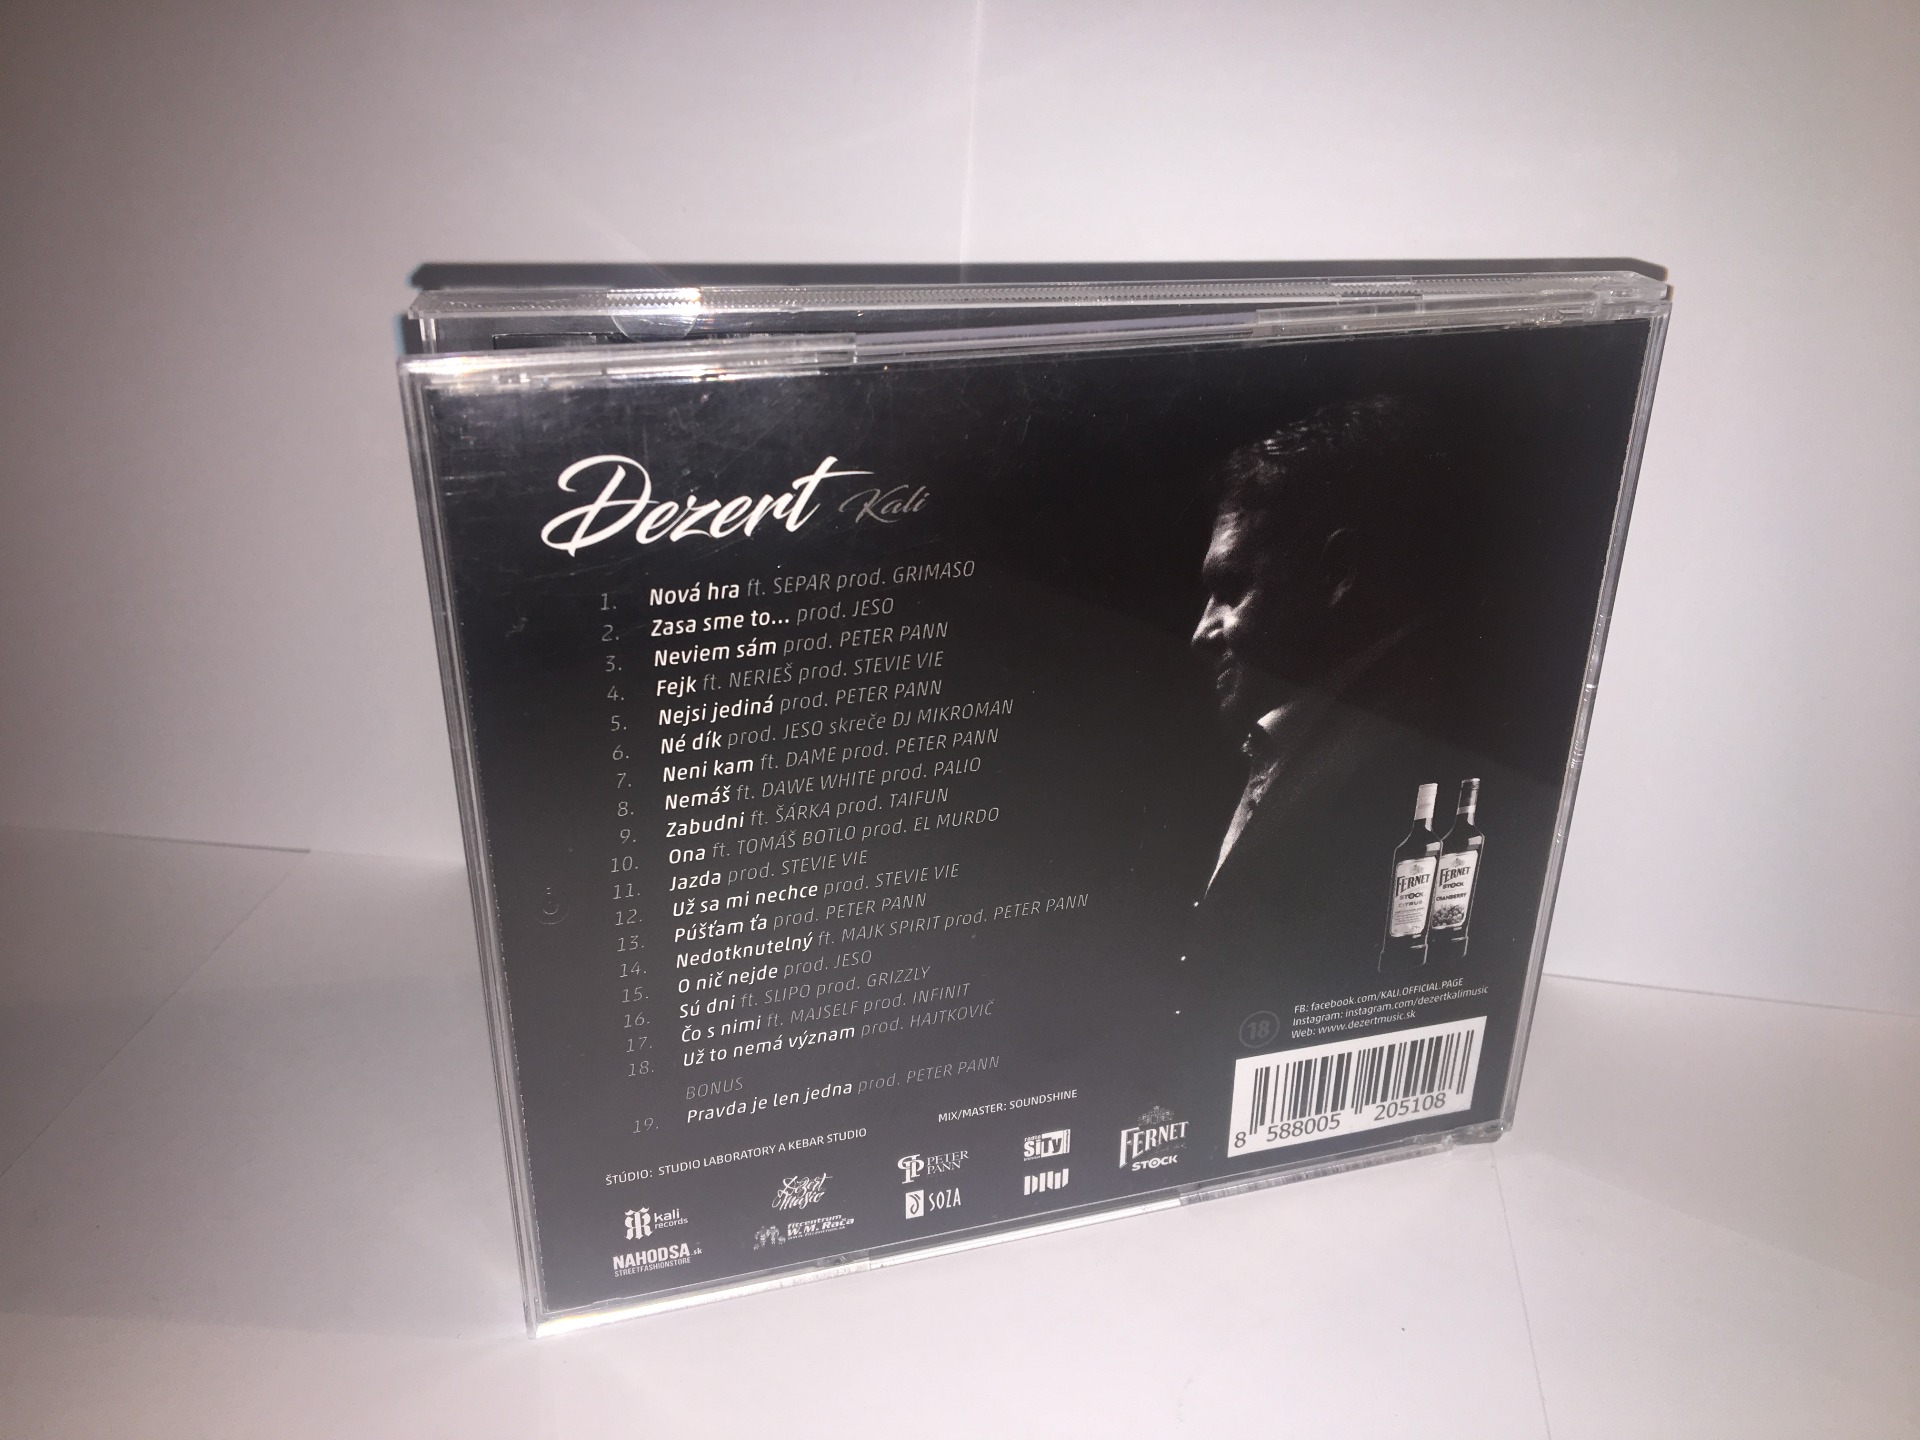 Dezert Kali
1. Nová hra ft. SEPAR prod. GRIMASO
2. Zasa sme to... prod. JESO
3. Neviem sám prod. PETER PANN
4. Fejk ft. NERIEŠ prod. STEVIE VIE
5. Nejsi jediná prod. PETER PANN
6. Né dík prod. JESO skreče DJ MIKROMAN
7. Neni kam ft. DAME prod. PETER PANN
8. Nemáš ft. DAWE WHITE prod. PALIO
9. Zabudni ft. ŠÁRKA prod. TAIFUN
10. Ona ft. TOMÁŠ BOTLO prod. EL MURDO
11. Jazda prod. STEVIE VIE
12. Už sa mi nechce prod. STEVIE VIE
13. Púšťam ťa prod. PETER PANN
14. Nedotknutelný ft. MAJK SPIRIT prod. PETER PANN
15. O nič nejde prod. JESO
16. Sú dni ft. SLIPO prod. GRIZZLY
17. Čo s nimi ft. MAJSELF prod. INFINIT
18. Už to nemá význam prod. HAJTKOVIČ
BONUS
19. Pravda je len jedna prod. PETER PANN
ŠTÚDIO: STUDIO LABORATORY A KEBAR STUDIO
MIX/MASTER: SOUNDSHINE
kali
records
NAHODSA.sk
STREETFASHIONSTORE
Dezert
Music
fitcentrum
W.M. Rača
PETER
PANN
SOZA
SiTy
FERNET
STOCK
FERNET
STOCK
CITRUS
FERNET
STOCK
CRANBERRY
18
FB: facebook.com/KALI.OFFICIAL.PAGE
Instagram: instagram.com/dezertkalimusic
Web: www.dezertmusic.sk
8 588005 205108